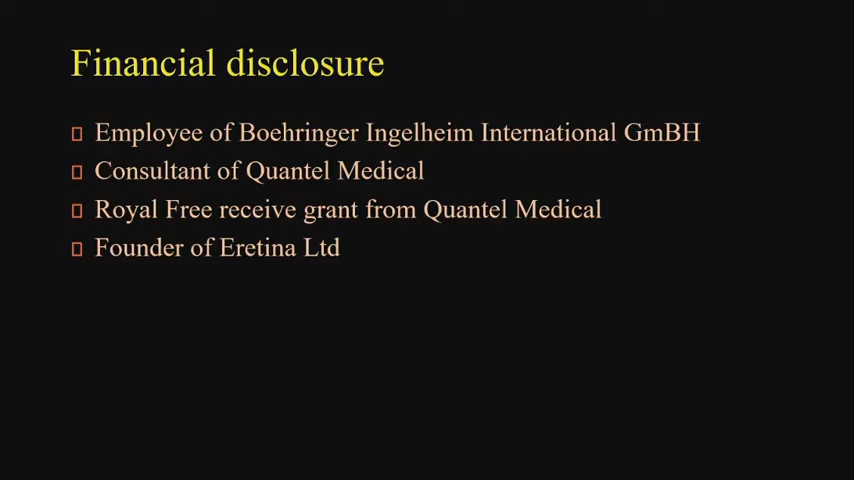 Financial disclosure
Employee of Boehringer Ingelheim International GmBH
Consultant of Quantel Medical
Royal Free receive grant from Quantel Medical
Founder of Eretina Ltd